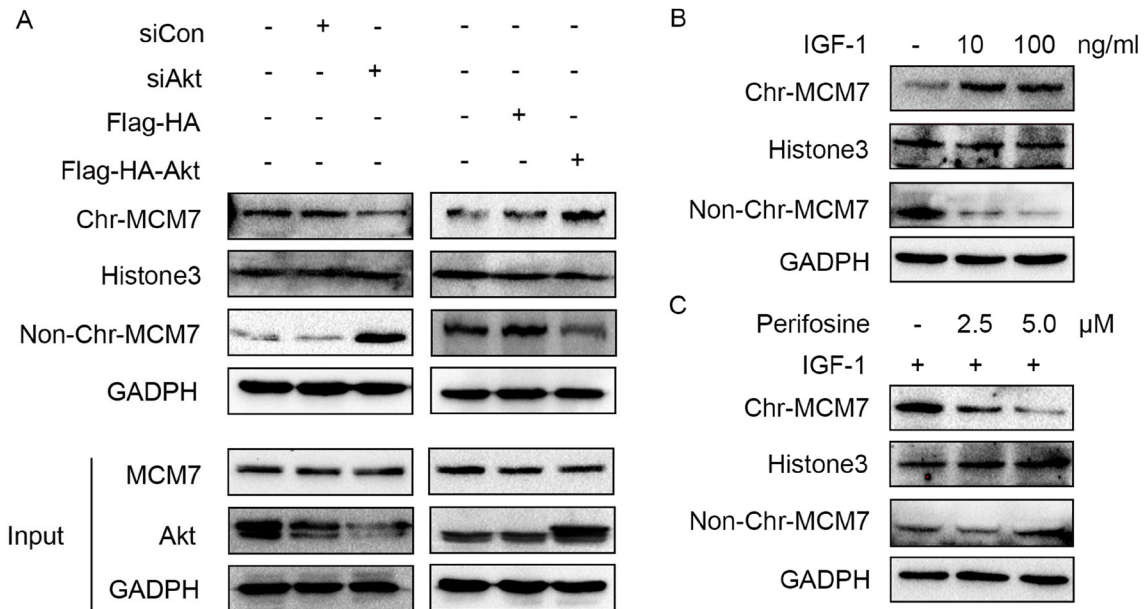 A
siCon - + - - - -
siAkt - - + - - -
Flag-HA - - - - + -
Flag-HA-Akt - - - - - +
Chr-MCM7
Histone3
Non-Chr-MCM7
GADPH
Input
MCM7
Akt
GADPH
B
IGF-1 - 10 100 ng/ml
Chr-MCM7
Histone3
Non-Chr-MCM7
GADPH
C
Perifosine - 2.5 5.0 µM
IGF-1 + + +
Chr-MCM7
Histone3
Non-Chr-MCM7
GADPH